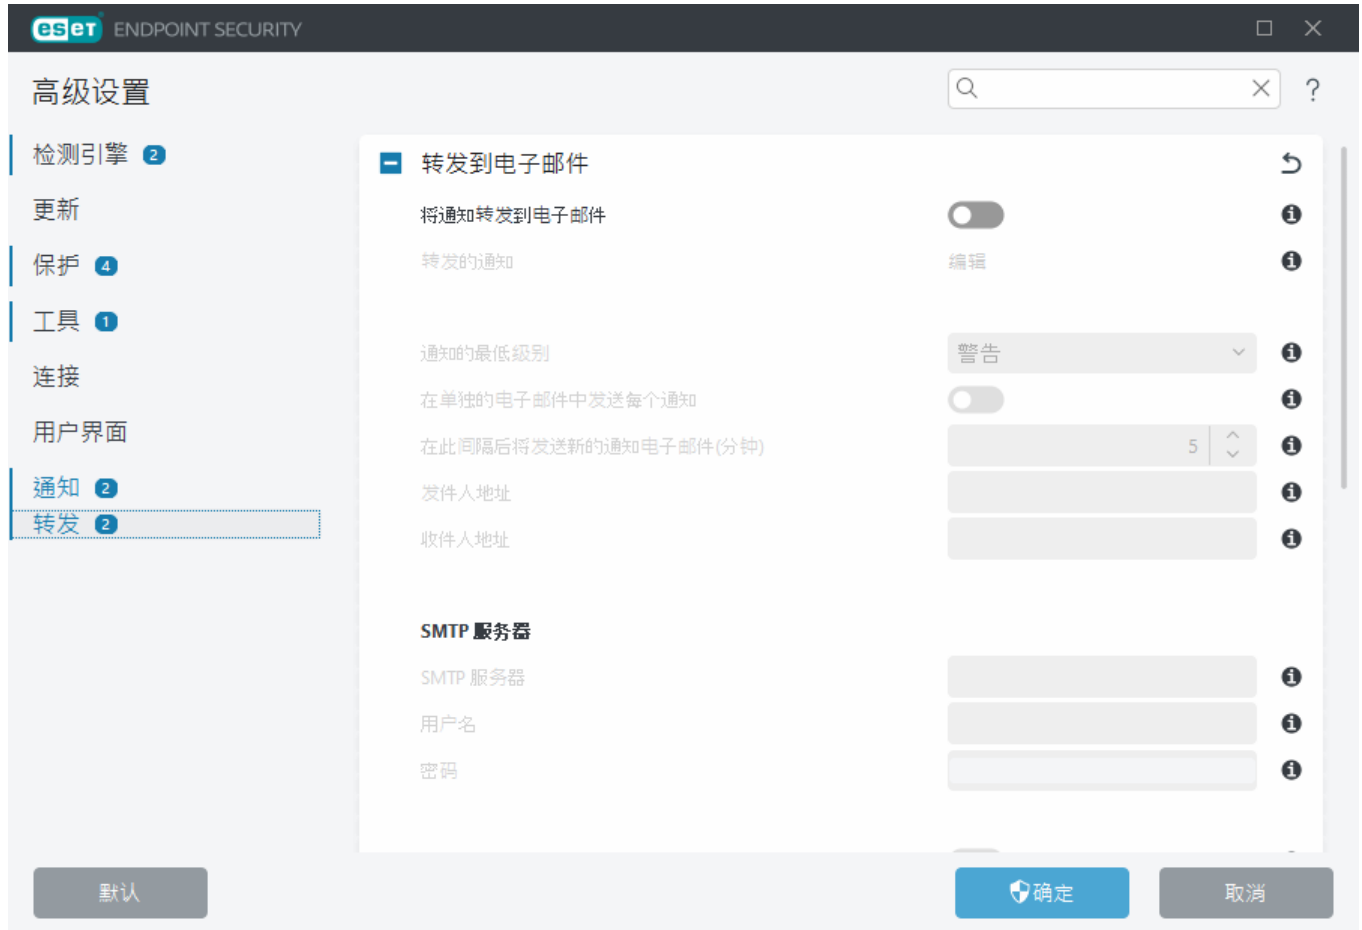 eset ENDPOINT SECURITY
高级设置
?
检测引擎 2
更新
保护 4
工具 1
连接
用户界面
通知 2
转发 2
转发到电子邮件
将通知转发到电子邮件
转发的通知 编辑
通知的最低级别 警告
在单独的电子邮件中发送每个通知
在此间隔后将发送新的通知电子邮件(分钟) 5
发件人地址
收件人地址
SMTP 服务器
SMTP 服务器
用户名
密码
默认 确定 取消